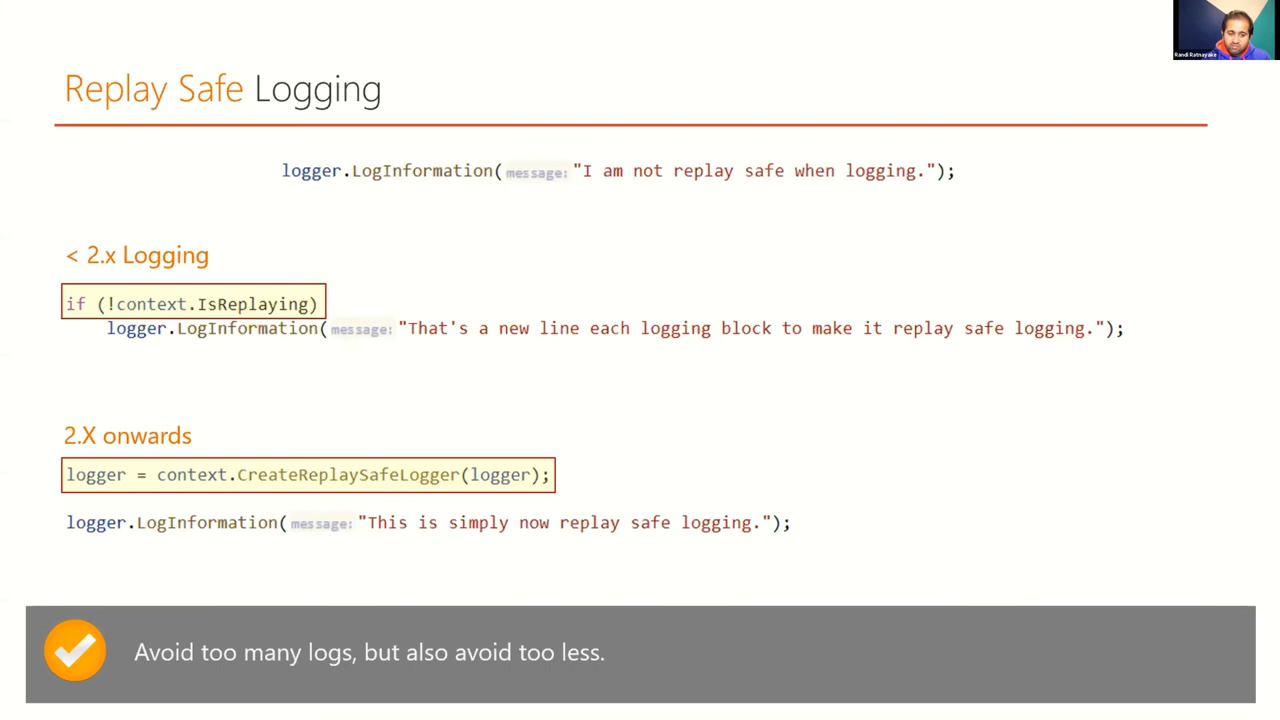 Randi Ratnayake
Replay Safe Logging
logger.LogInformation(message: "I am not replay safe when logging.");
< 2.x Logging
if (!context.IsReplaying)
logger.LogInformation(message: "That's a new line each logging block to make it replay safe logging.");
2.X onwards
logger = context.CreateReplaySafeLogger(logger);
logger.LogInformation(message: "This is simply now replay safe logging.");
Avoid too many logs, but also avoid too less.